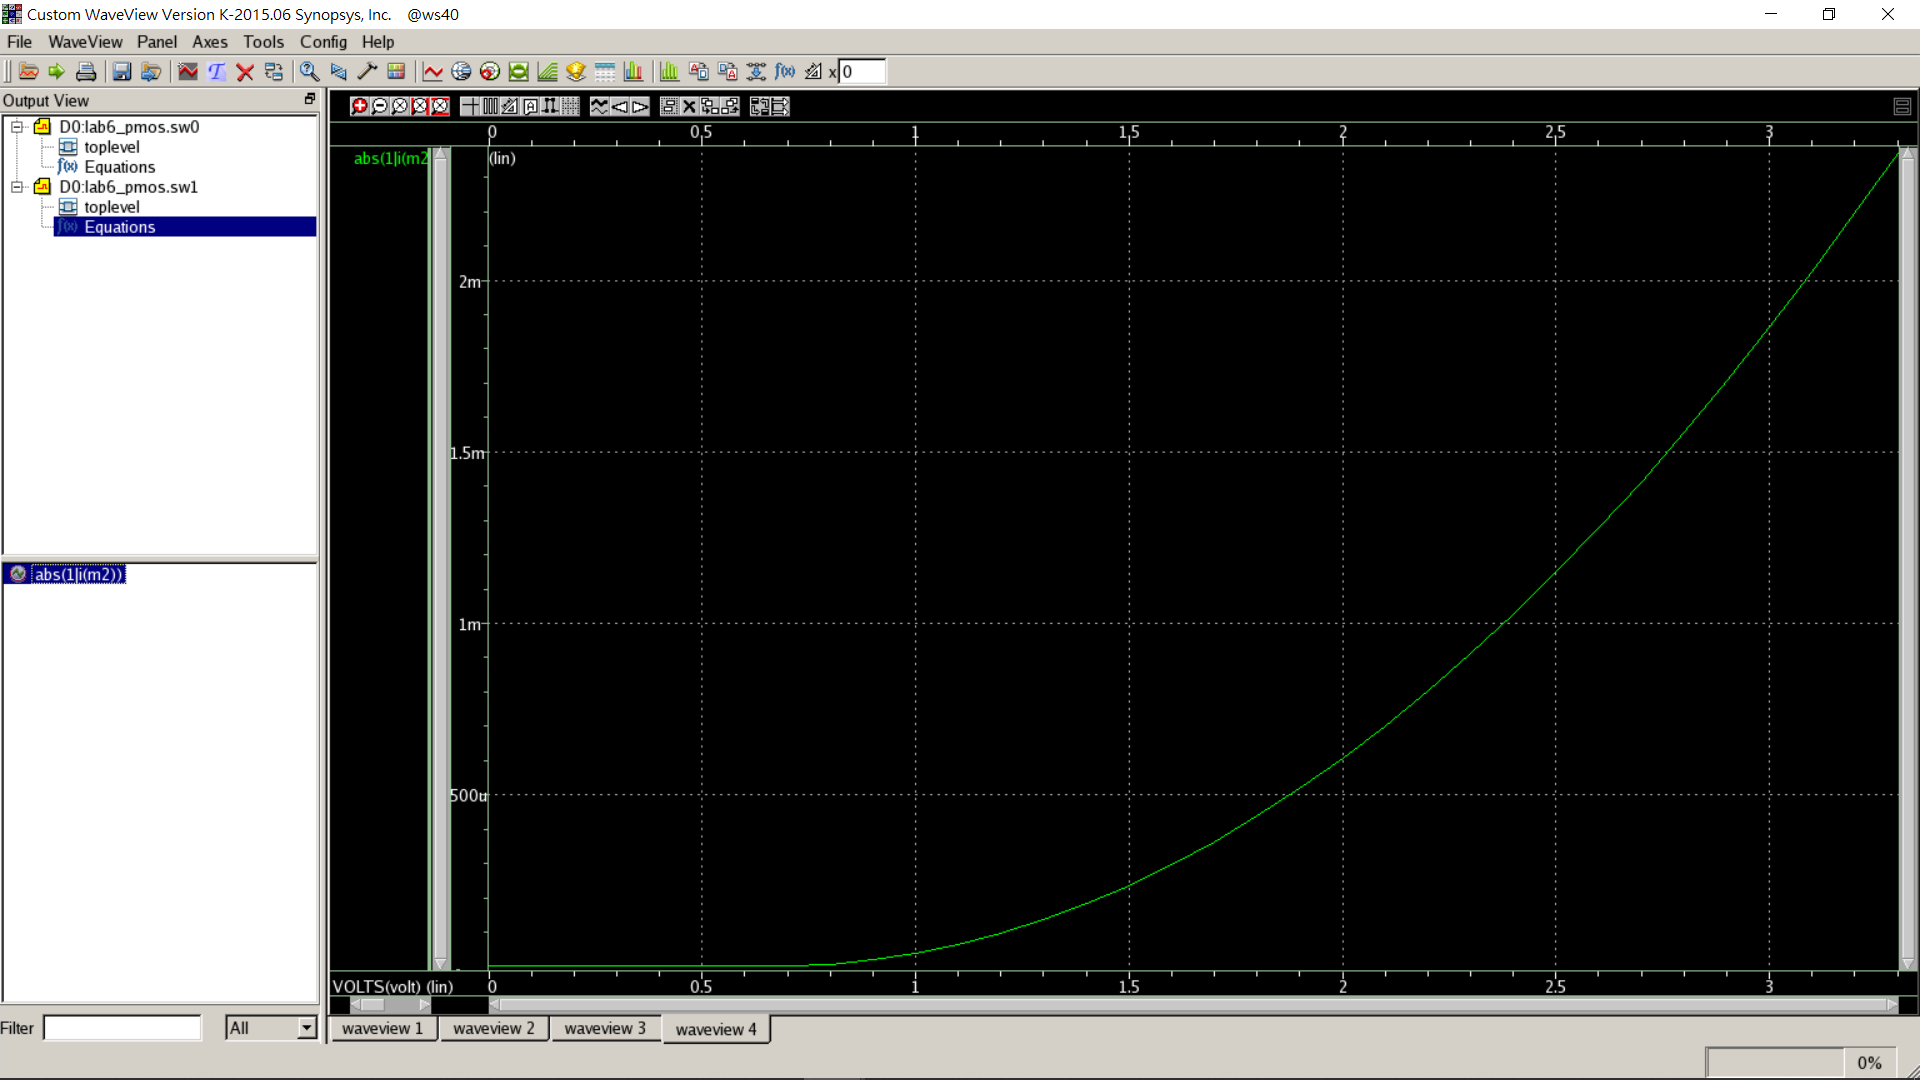 Custom WaveView Version K-2015.06 Synopsys, Inc. @ws40
File WaveView Panel Axes Tools Config Help
x 0
Output View
D0:lab6_pmos.sw0
toplevel
f(x) Equations
D0:lab6_pmos.sw1
toplevel
f(x) Equations
abs(1|i(m2))
Filter
All
0 0.5 1 1.5 2 2.5 3
abs(1|i(m2
(lin)
2m
1.5m
1m
500u
VOLTS(volt) (lin) 0 0.5 1 1.5 2 2.5 3
waveview 1 waveview 2 waveview 3 waveview 4
0%